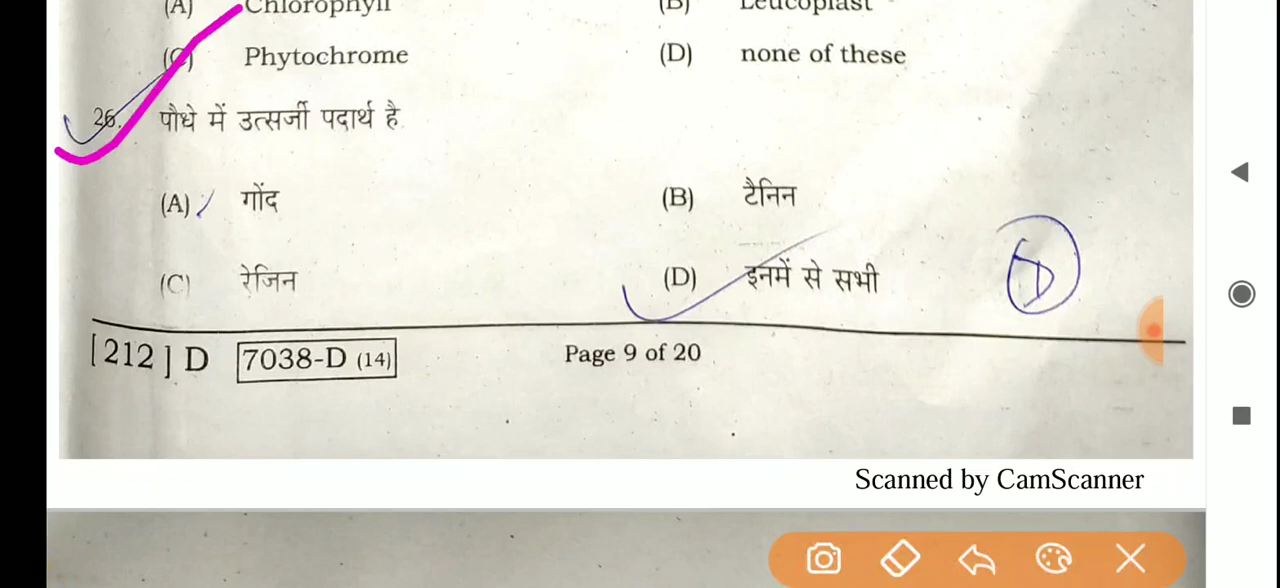 (A) Chlorophyll (B) Leucoplast
(C) Phytochrome (D) none of these
26. पौधे में उत्सर्जी पदार्थ है
(A) गोंद (B) टैनिन
(C) रेजिन (D) इनमें से सभी
D
[212] D 7038-D (14) Page 9 of 20
Scanned by CamScanner